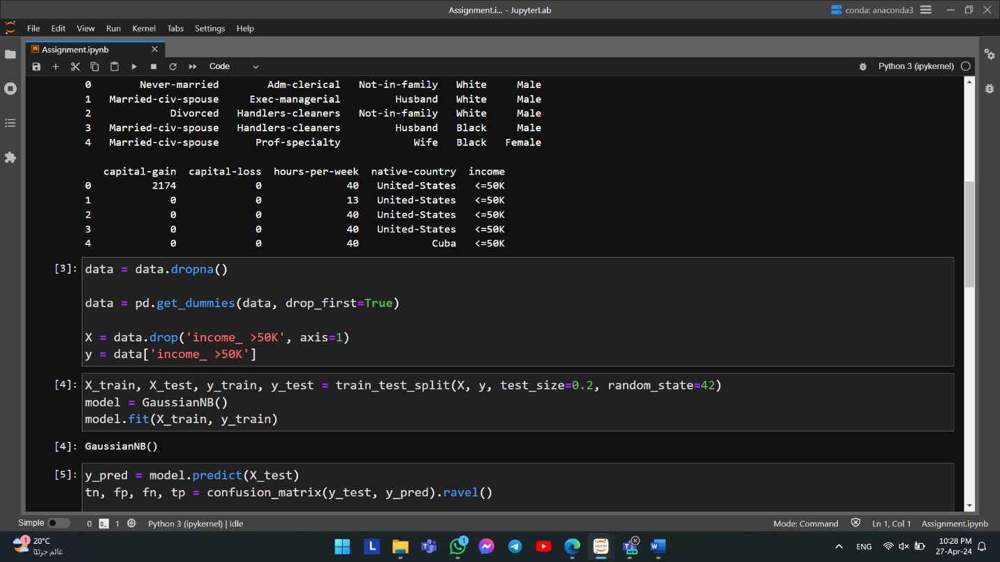 Assignment.i... - JupyterLab
conda: anaconda3
File Edit View Run Kernel Tabs Settings Help
Assignment.ipynb
Code
Python 3 (ipykernel)
0 Never-married Adm-clerical Not-in-family White Male
1 Married-civ-spouse Exec-managerial Husband White Male
2 Divorced Handlers-cleaners Not-in-family White Male
3 Married-civ-spouse Handlers-cleaners Husband Black Male
4 Married-civ-spouse Prof-specialty Wife Black Female
capital-gain capital-loss hours-per-week native-country income
0 2174 0 40 United-States <=50K
1 0 0 13 United-States <=50K
2 0 0 40 United-States <=50K
3 0 0 40 United-States <=50K
4 0 0 40 Cuba <=50K
[3]: data = data.dropna()
data = pd.get_dummies(data, drop_first=True)
X = data.drop('income_ >50K', axis=1)
y = data['income_ >50K']
[4]: X_train, X_test, y_train, y_test = train_test_split(X, y, test_size=0.2, random_state=42)
model = GaussianNB()
model.fit(X_train, y_train)
[4]: GaussianNB()
[5]: y_pred = model.predict(X_test)
tn, fp, fn, tp = confusion_matrix(y_test, y_pred).ravel()
Simple 0 $_ 1 Python 3 (ipykernel) | Idle
Mode: Command Ln 1, Col 1 Assignment.ipynb
1 20°C
غائم جزئيًا
L
T
1
jupyter
T
NEW
W
ENG
10:28 PM
27-Apr-24